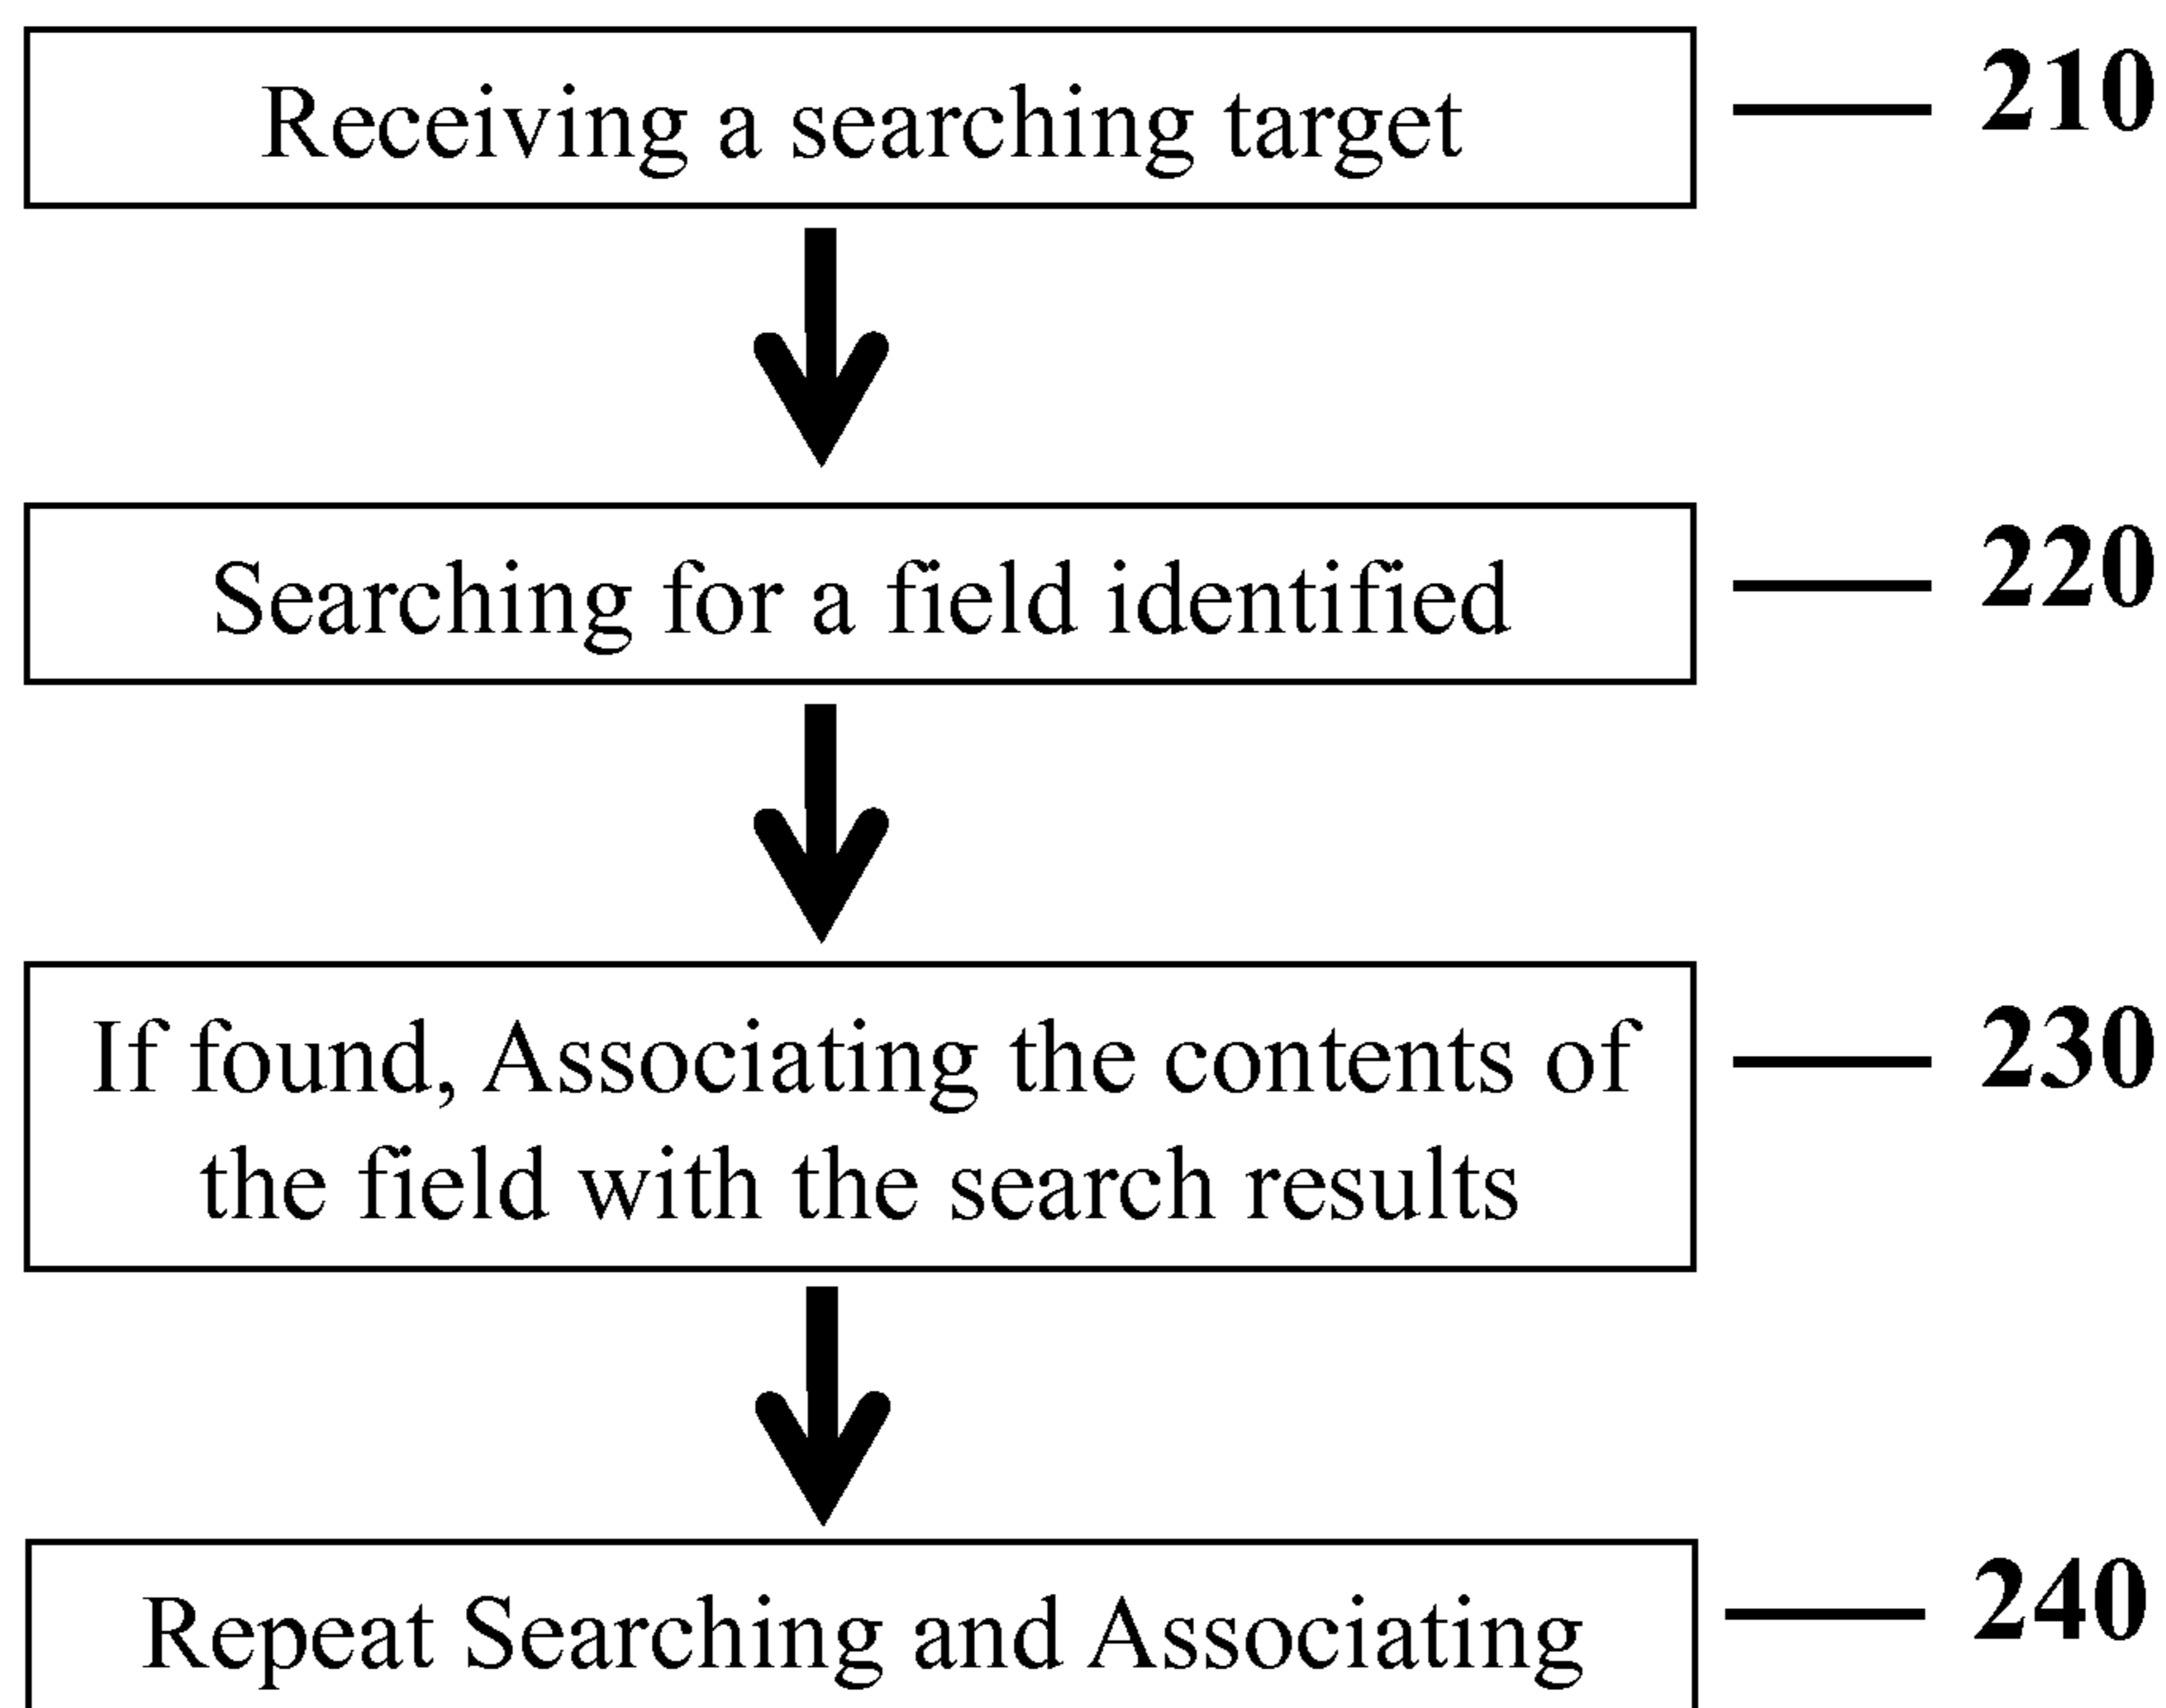 Receiving a searching target
210
Searching for a field identified
220
If found, Associating the contents of
the field with the search results
230
Repeat Searching and Associating
240